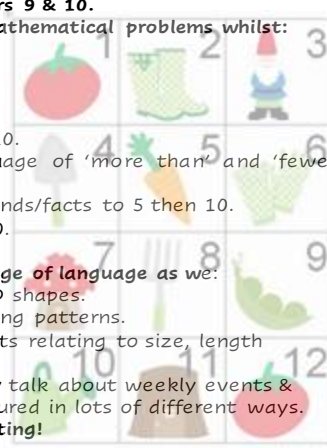 rs 9 & 10.
athematical problems whilst:
1 2 3
0.
uage of 'more than' and 'fewe
4 5 6
nds/facts to 5 then 10.
0.
7 8 9
ge of language as we:
D shapes.
ng patterns.
ts relating to size, length
10 11 12
y talk about weekly events &
ured in lots of different ways.
ting!